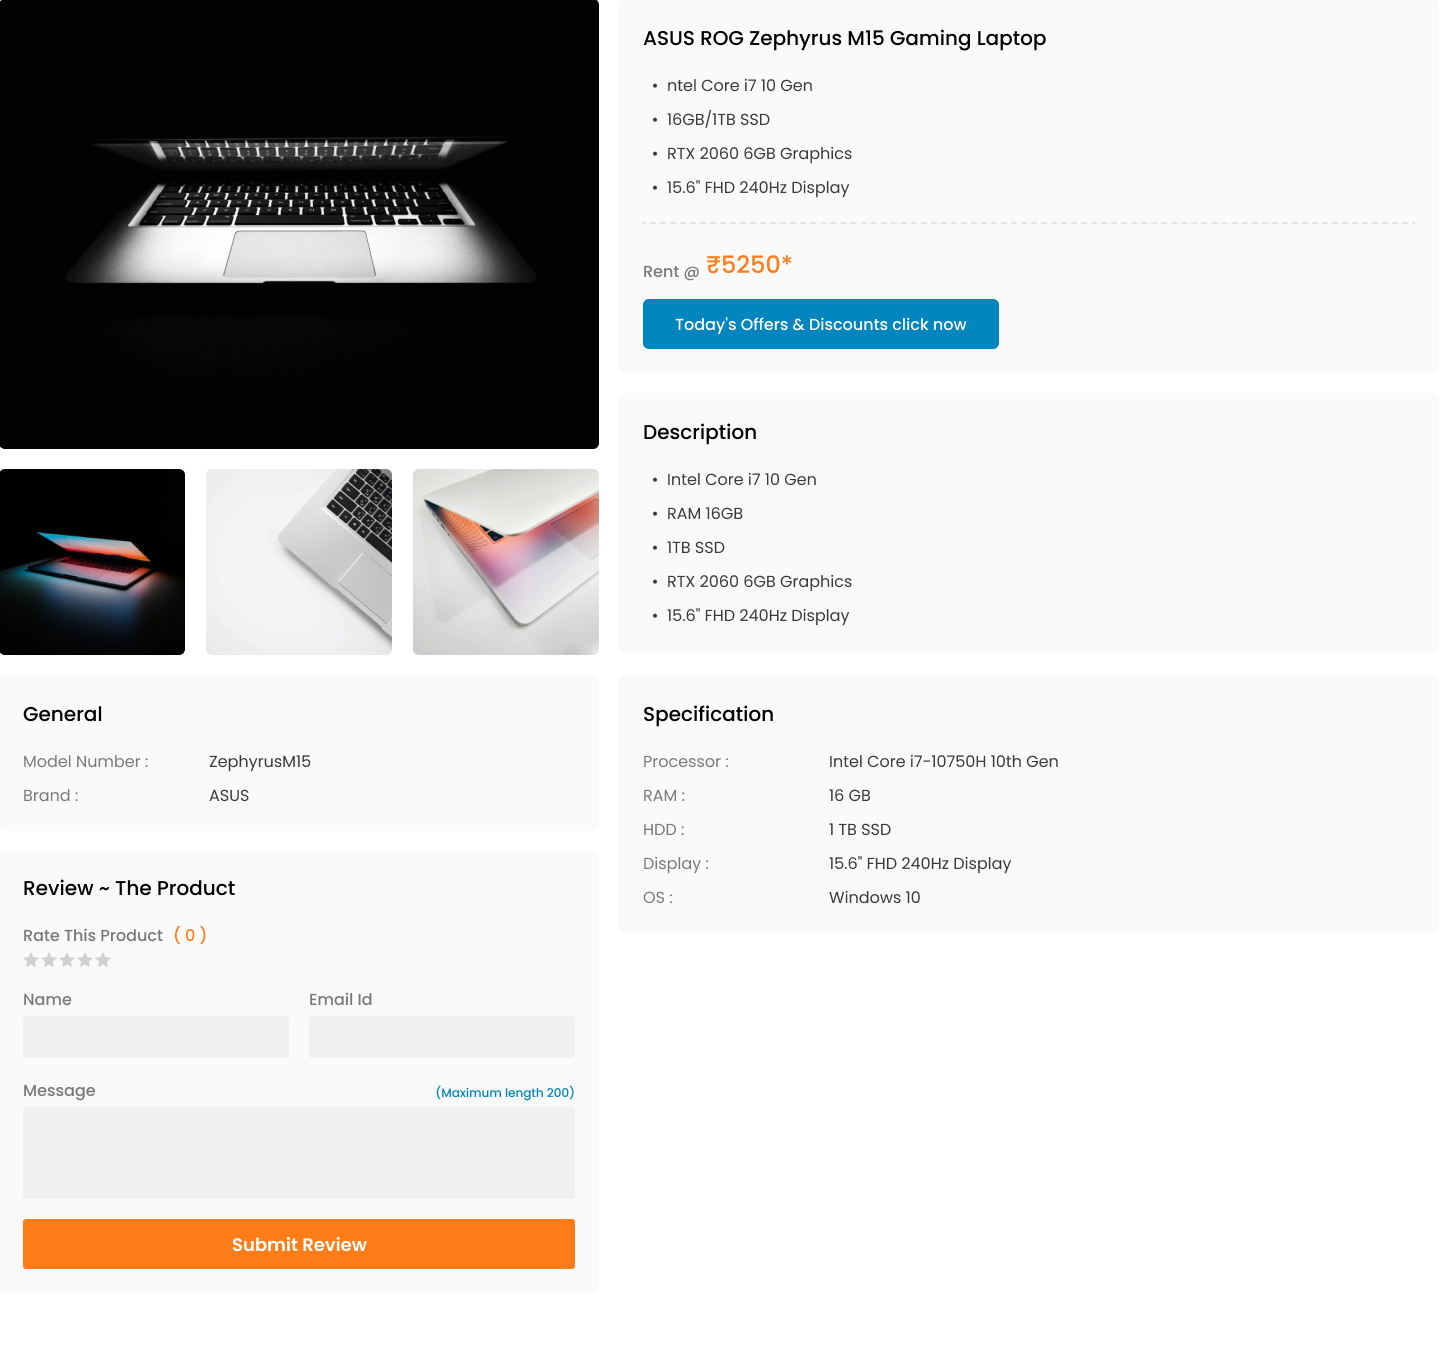 ASUS ROG Zephyrus M15 Gaming Laptop
• ntel Core i7 10 Gen
• 16GB/1TB SSD
• RTX 2060 6GB Graphics
• 15.6" FHD 240Hz Display
Rent @ ₹5250*
Today's Offers & Discounts click now
Description
• Intel Core i7 10 Gen
• RAM 16GB
• 1TB SSD
• RTX 2060 6GB Graphics
• 15.6" FHD 240Hz Display
General
Model Number : ZephyrusM15
Brand : ASUS
Specification
Processor : Intel Core i7-10750H 10th Gen
RAM : 16 GB
HDD : 1 TB SSD
Display : 15.6" FHD 240Hz Display
OS : Windows 10
Review ~ The Product
Rate This Product ( 0 )
Name Email Id
Message (Maximum length 200)
Submit Review